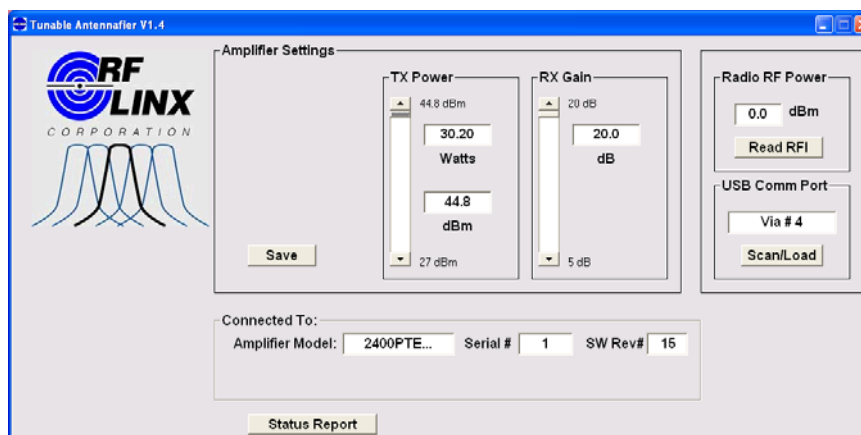 Tunable Antennafier V1.4
RF
LINX
CORPORATION
Amplifier Settings
TX Power
44.8 dBm
30.20
Watts
44.8
dBm
27 dBm
RX Gain
20 dB
20.0
dB
5 dB
Save
Radio RF Power
0.0 dBm
Read RFI
USB Comm Port
Via # 4
Scan/Load
Connected To:
Amplifier Model: 2400PTE... Serial # 1 SW Rev# 15
Status Report